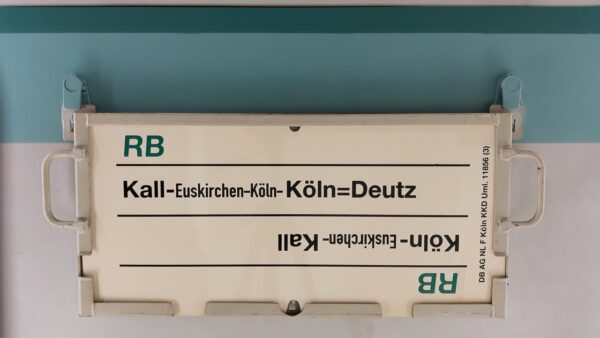 RB
Kall-Euskirchen-Köln-Köln=Deutz
Köln-Euskirchen-Kall
RB
DB AG NL F Köln KKD Uml. 11856 (3)